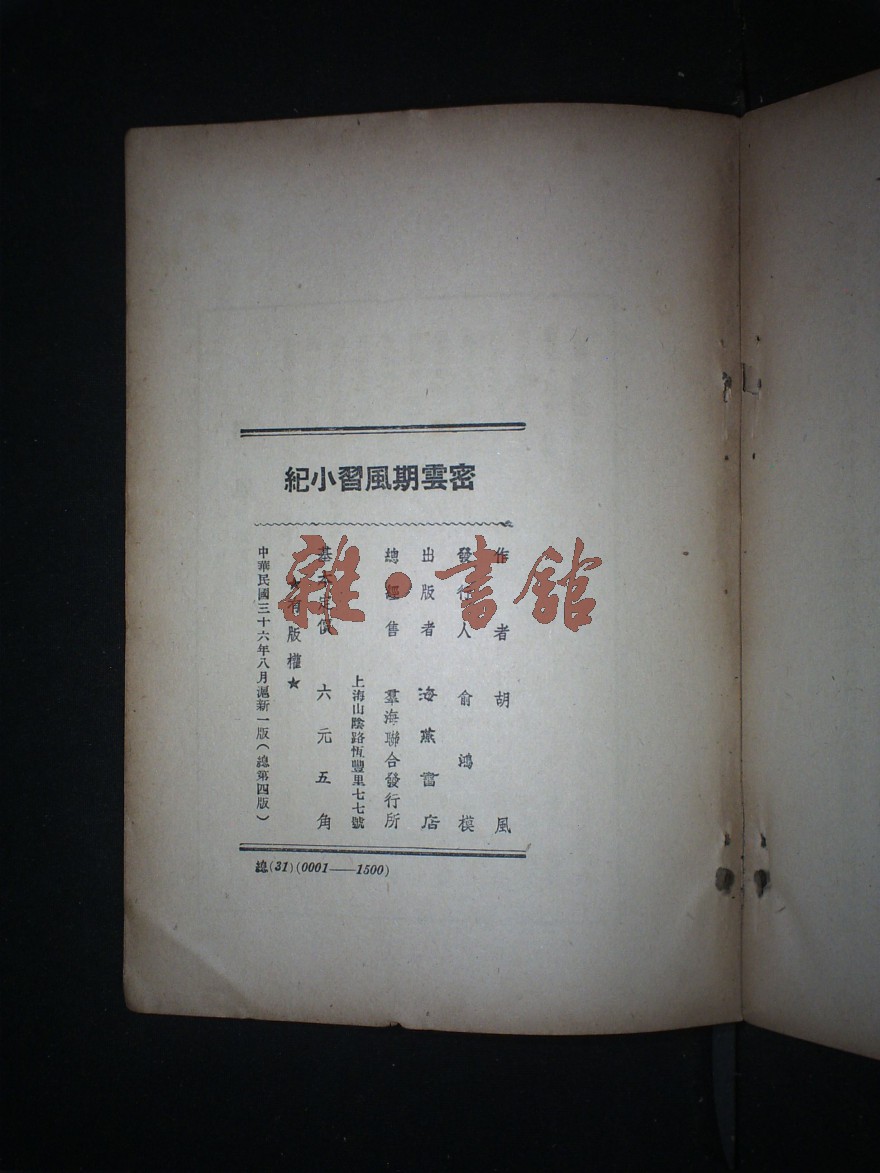 密雲期風習小紀
作者 胡風
發行人 俞鴻模
出版者 海燕書店
總經售 羣海聯合發行所
上海山陰路恆豐里七七號
基本定價 六元五角
★有版權★
中華民國三十六年八月滬新一版(總第四版)
總(31)(0001——1500)
雜·書館